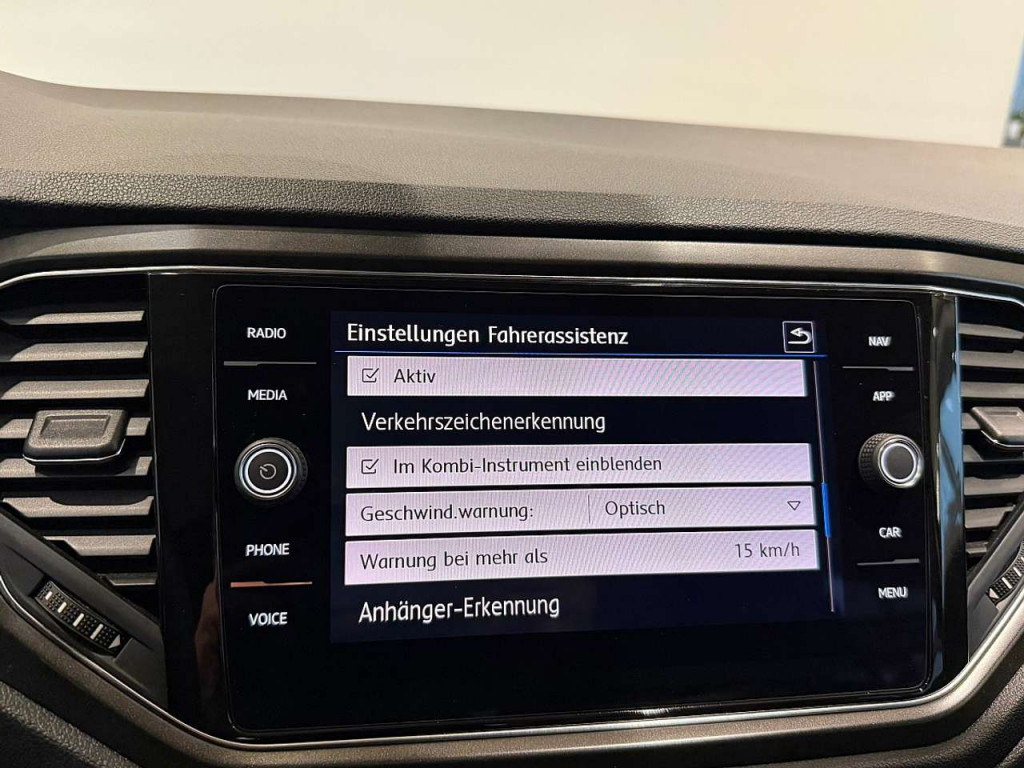 RADIO
MEDIA
PHONE
VOICE
Einstellungen Fahrerassistenz
Aktiv
Verkehrszeichenerkennung
Im Kombi-Instrument einblenden
Geschwind.warnung: Optisch
Warnung bei mehr als 15 km/h
Anhänger-Erkennung
NAV
APP
CAR
MENU